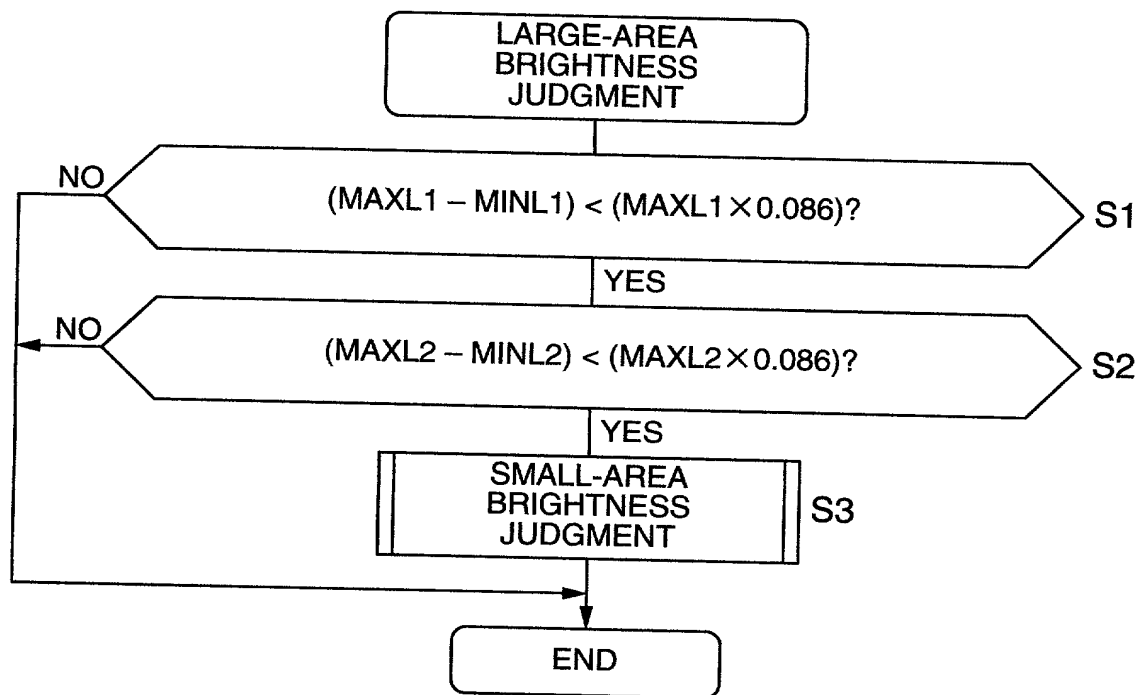 LARGE-AREA
BRIGHTNESS
JUDGMENT
NO
(MAXL1 – MINL1) < (MAXL1×0.086)?
S1
YES
NO
(MAXL2 – MINL2) < (MAXL2×0.086)?
S2
YES
SMALL-AREA
BRIGHTNESS
JUDGMENT
S3
END